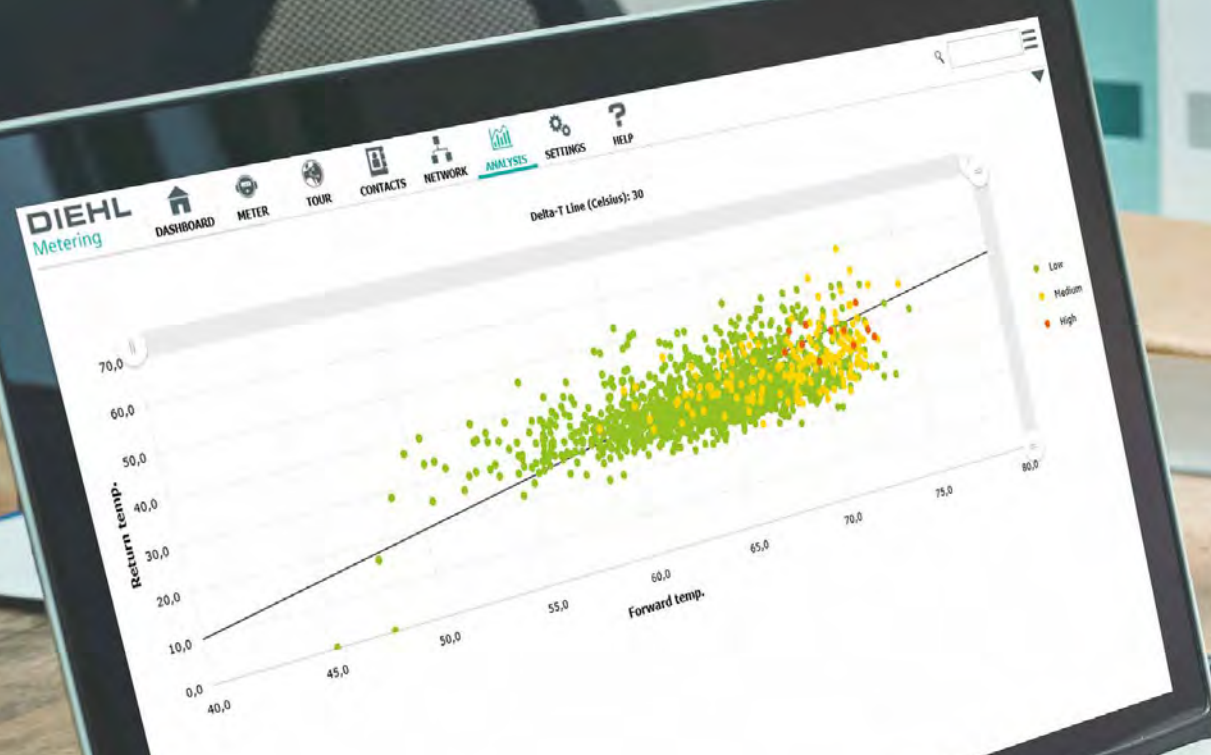 DIEHL
Metering
DASHBOARD
METER
TOUR
CONTACTS
NETWORK
ANALYSIS
SETTINGS
HELP
Delta-T Line (Celsius): 30
Low
Medium
High
Return temp.
70,0
60,0
50,0
40,0
30,0
20,0
10,0
0,0
40,0
45,0
50,0
55,0
60,0
65,0
70,0
75,0
80,0
Forward temp.